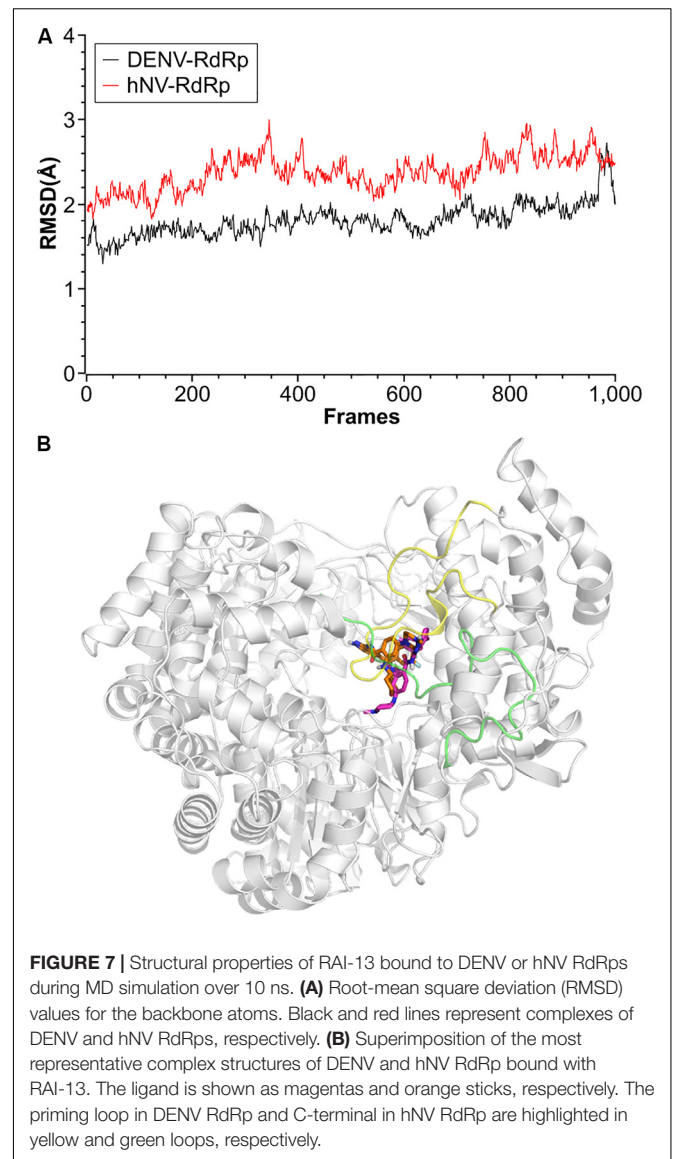 A
4
DENV-RdRp
hNV-RdRp
3
2
1
0
RMSD(Å)
0 200 400 600 800 1,000
Frames
B
FIGURE 7 | Structural properties of RAI-13 bound to DENV or hNV RdRps
during MD simulation over 10 ns. (A) Root-mean square deviation (RMSD)
values for the backbone atoms. Black and red lines represent complexes of
DENV and hNV RdRps, respectively. (B) Superimposition of the most
representative complex structures of DENV and hNV RdRp bound with
RAI-13. The ligand is shown as magentas and orange sticks, respectively. The
priming loop in DENV RdRp and C-terminal in hNV RdRp are highlighted in
yellow and green loops, respectively.